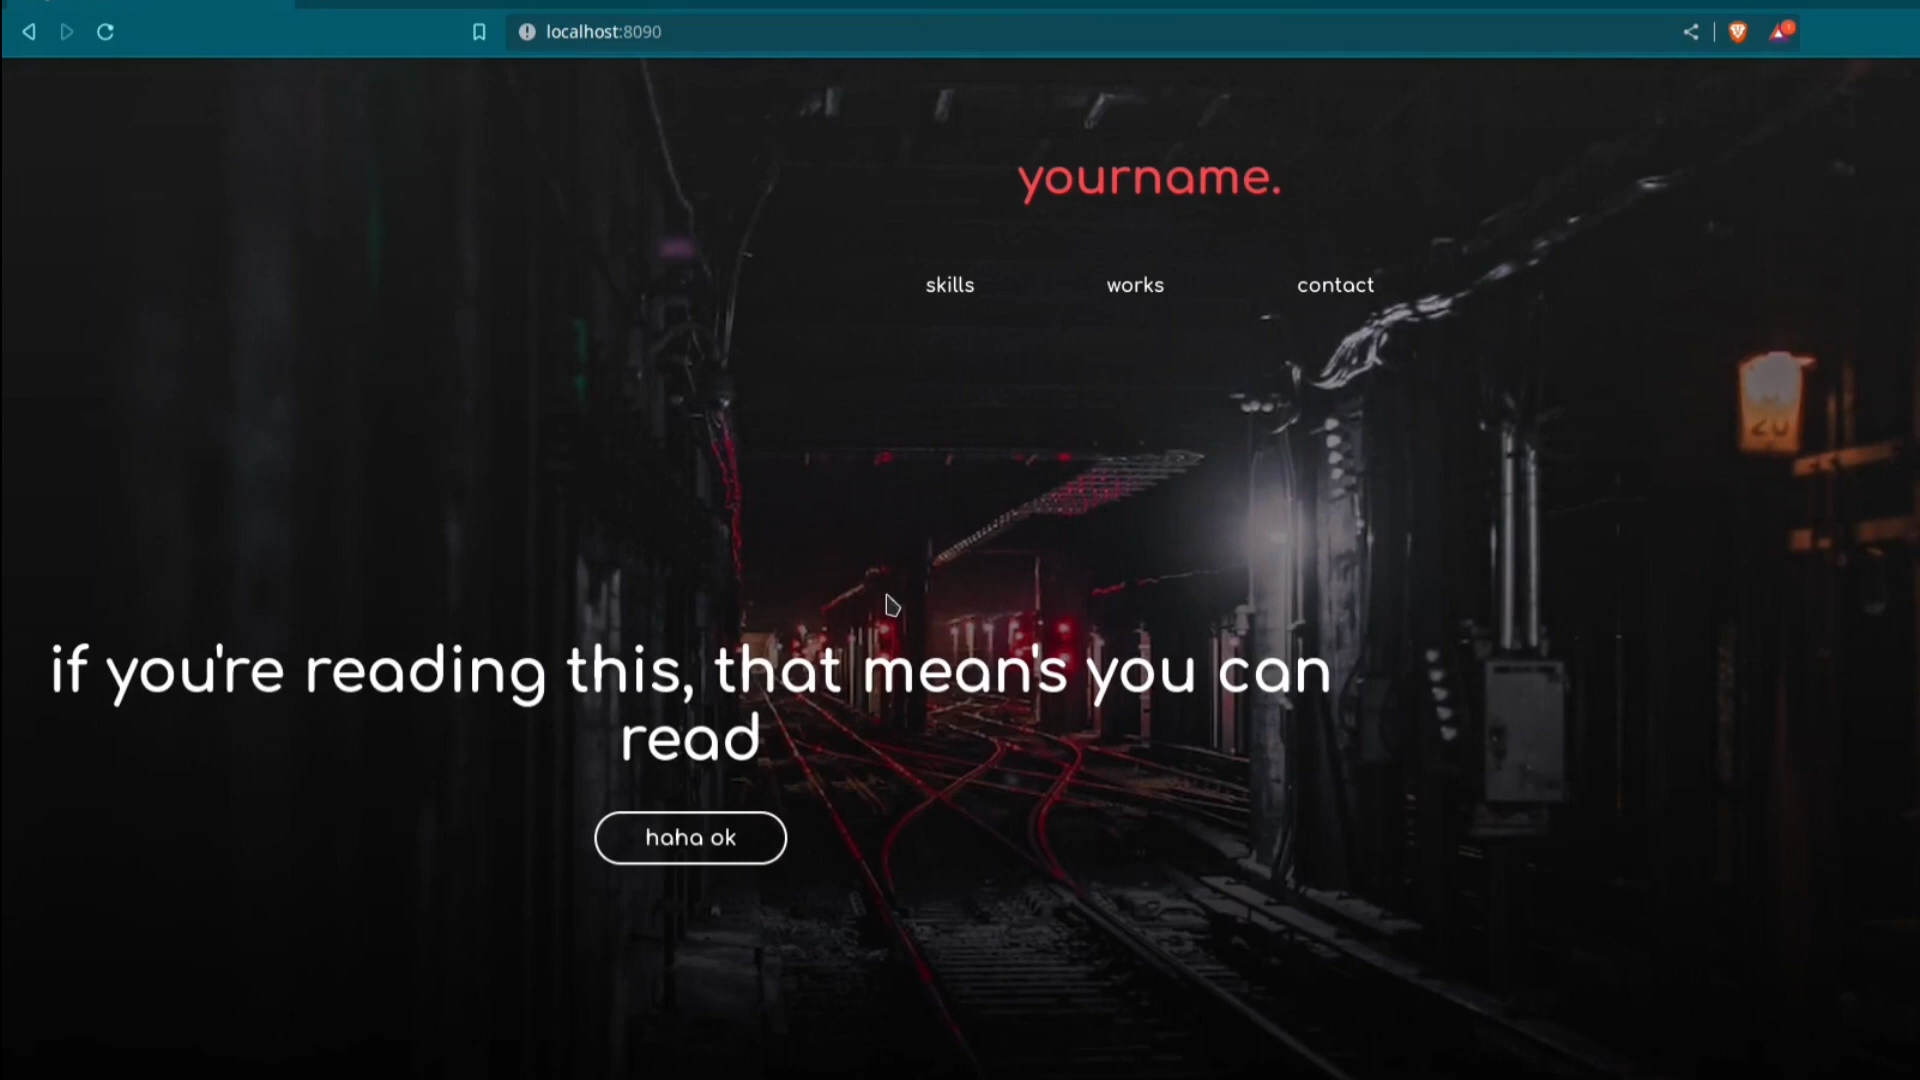 localhost:8090
yourname.
skills works contact
if you're reading this, that mean's you can
read
haha ok